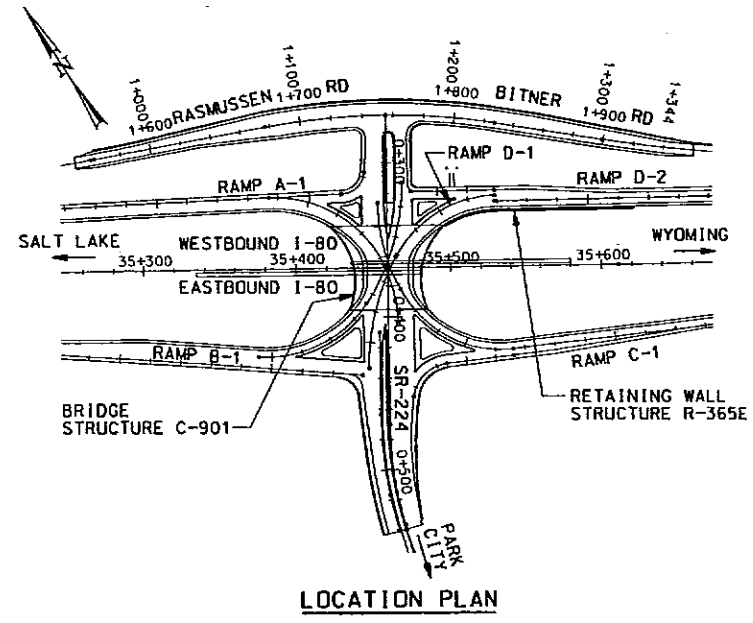 N
1+000
1+100
1+200
1+300
1+344
1+600 RASMUSSEN 1+700 RD 1+800 BITNER 1+900 RD
0+300
RAMP D-1
RAMP A-1
RAMP D-2
SALT LAKE
WESTBOUND I-80
WYOMING
35+300 35+400 35+500 35+600
EASTBOUND I-80
0+400
RAMP B-1
RAMP C-1
SR-224
BRIDGE
STRUCTURE C-901
RETAINING WALL
STRUCTURE R-365E
0+500
PARK
CITY
LOCATION PLAN